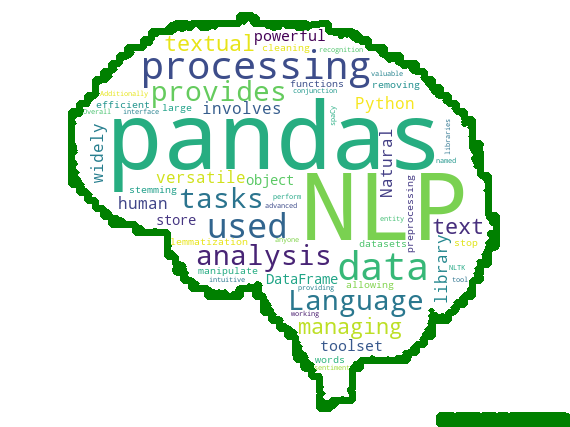 powerful
textual
cleaning
recognition
processing
functions
valuable
provides
conjunction
removing
Additionally
efficient
large
involves
Python
Overall
interface
spaCy
pandas
widely
libraries
Natural
named
versatile
object
preprocessing
stemming
tasks
NLP
human
perform
store
used
advanced
entity
text
lemmatization
anyone
datasets
stop
analysis
data
library
NLTK
manipulate
intuitive
DataFrame
allowing
tool
providing
Language
working
managing
toolset
words
sentiment